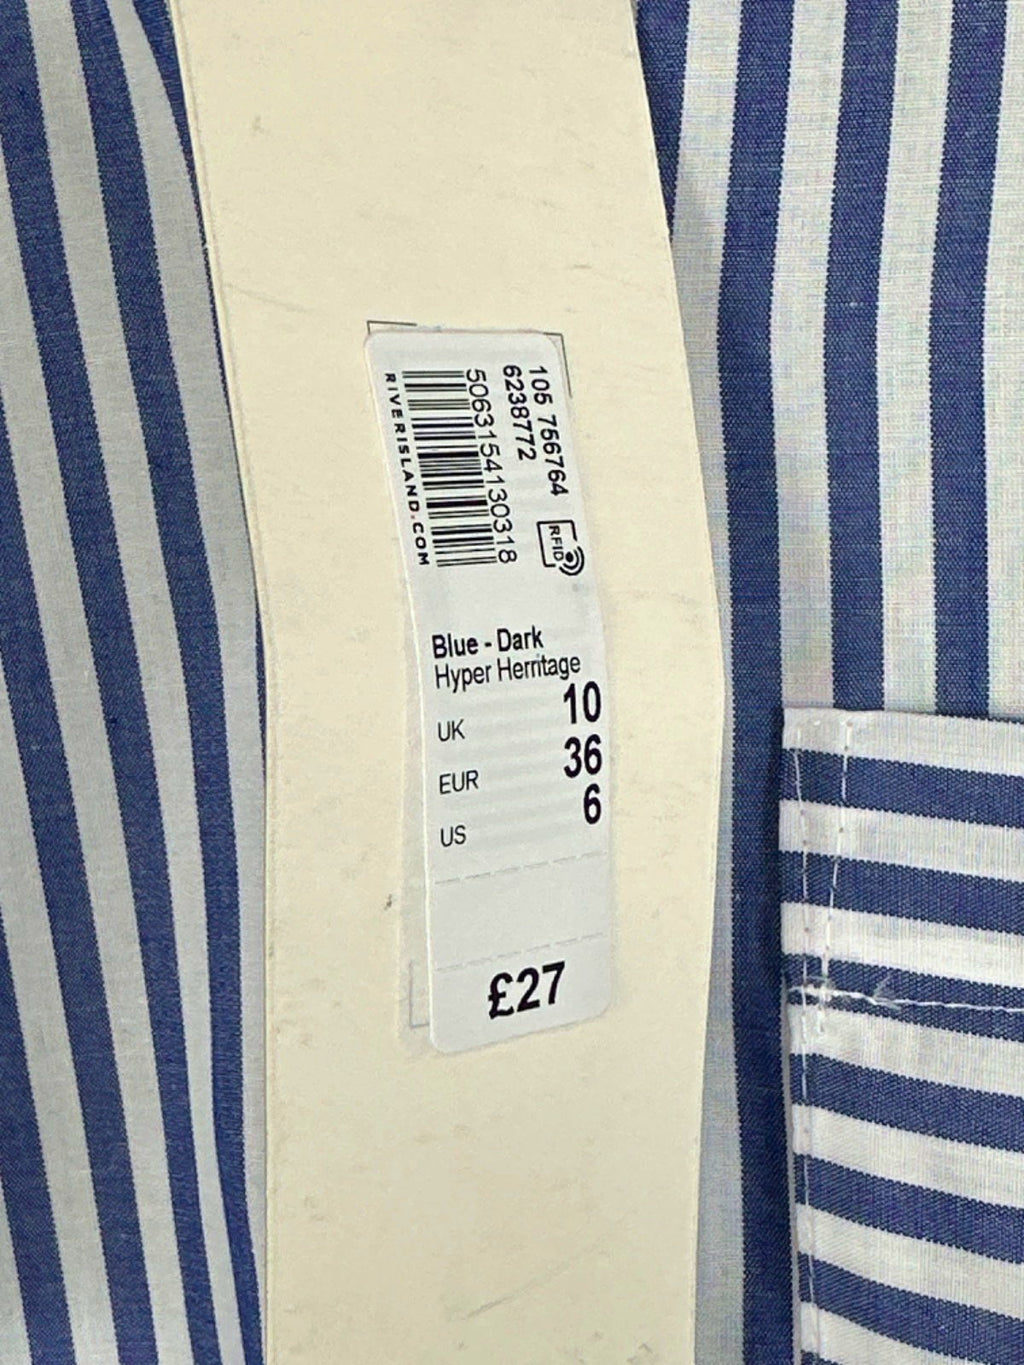 105 756764
6238772
5063154130318
RIVERISLAND.COM
RFID
Blue - Dark
Hyper Herritage
UK 10
EUR 36
US 6
£27